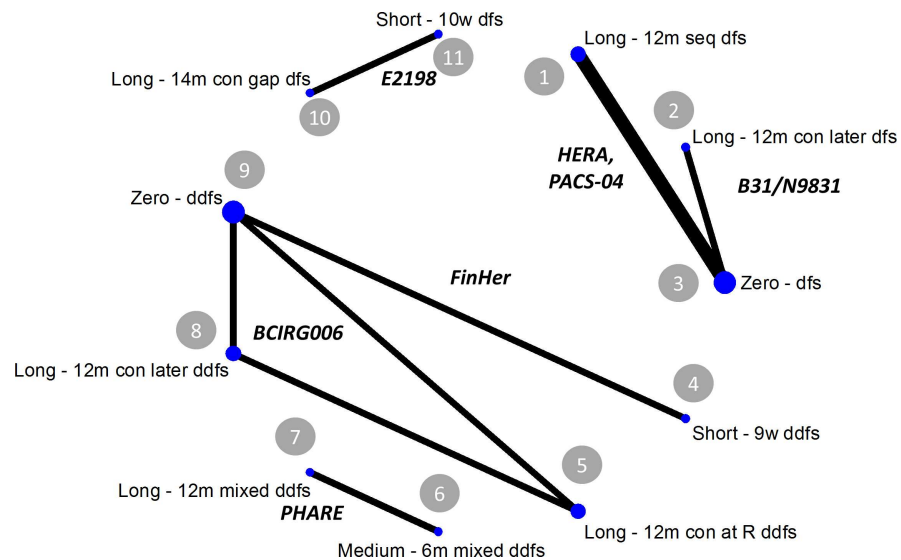 Short - 10w dfs
11
Long - 14m con gap dfs
E2198
10
Long - 12m seq dfs
1
2
Long - 12m con later dfs
HERA,
PACS-04
B31/N9831
3
Zero - dfs
9
Zero - ddfs
FinHer
8
BCIRG006
Long - 12m con later ddfs
4
Short - 9w ddfs
7
Long - 12m mixed ddfs
PHARE
6
Medium - 6m mixed ddfs
5
Long - 12m con at R ddfs